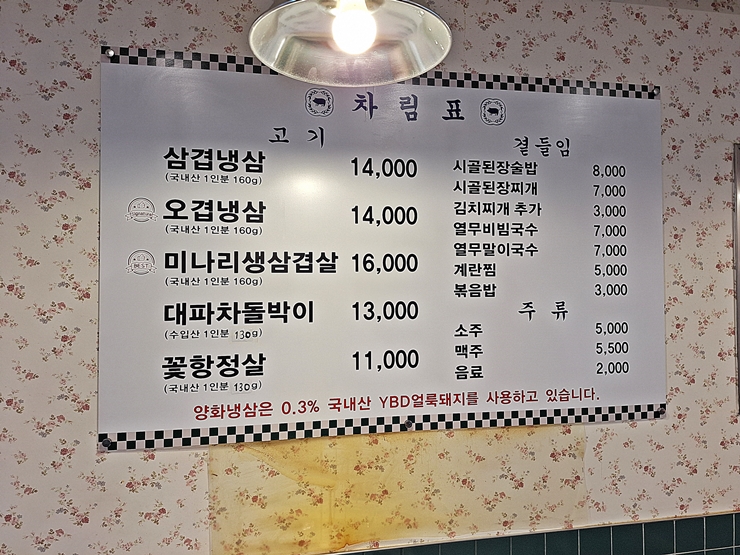 차림표
고기
삼겹냉삼 14,000
(국내산 1인분 160g)
오겹냉삼 14,000
(국내산 1인분 160g)
BEST
미나리생삼겹살 16,000
(국내산 1인분 160g)
대파차돌박이 13,000
(수입산 1인분 130g)
꽃항정살 11,000
(국내산 1인분 130g)
곁들임
시골된장술밥 8,000
시골된장찌개 7,000
김치찌개 추가 3,000
열무비빔국수 7,000
열무말이국수 7,000
계란찜 5,000
볶음밥 3,000
주류
소주 5,000
맥주 5,500
음료 2,000
양화냉삼은 0.3% 국내산 YBD얼룩돼지를 사용하고 있습니다.